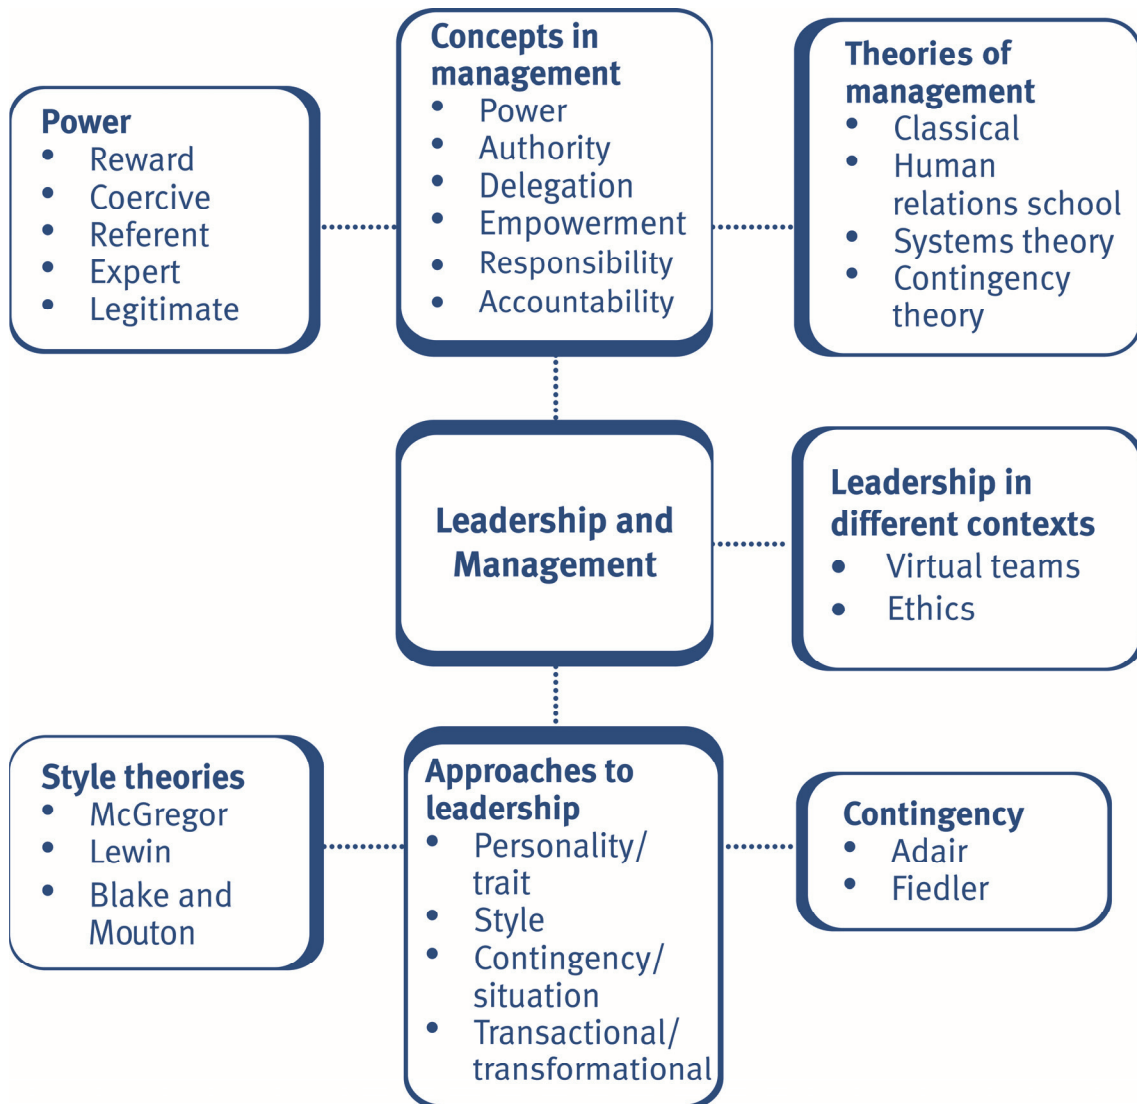 Power
• Reward
• Coercive
• Referent
• Expert
• Legitimate
Concepts in
management
• Power
• Authority
• Delegation
• Empowerment
• Responsibility
• Accountability
Theories of
management
• Classical
• Human
relations school
• Systems theory
• Contingency
theory
Leadership and
Management
Leadership in
different contexts
• Virtual teams
• Ethics
Style theories
• McGregor
• Lewin
• Blake and
Mouton
Approaches to
leadership
• Personality/
trait
• Style
• Contingency/
situation
• Transactional/
transformational
Contingency
• Adair
• Fiedler